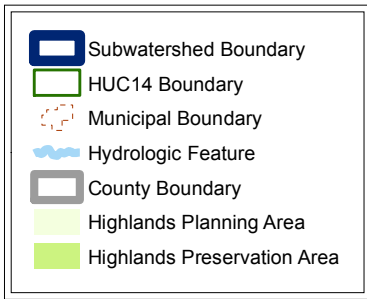 Subwatershed Boundary
HUC14 Boundary
Municipal Boundary
Hydrologic Feature
County Boundary
Highlands Planning Area
Highlands Preservation Area